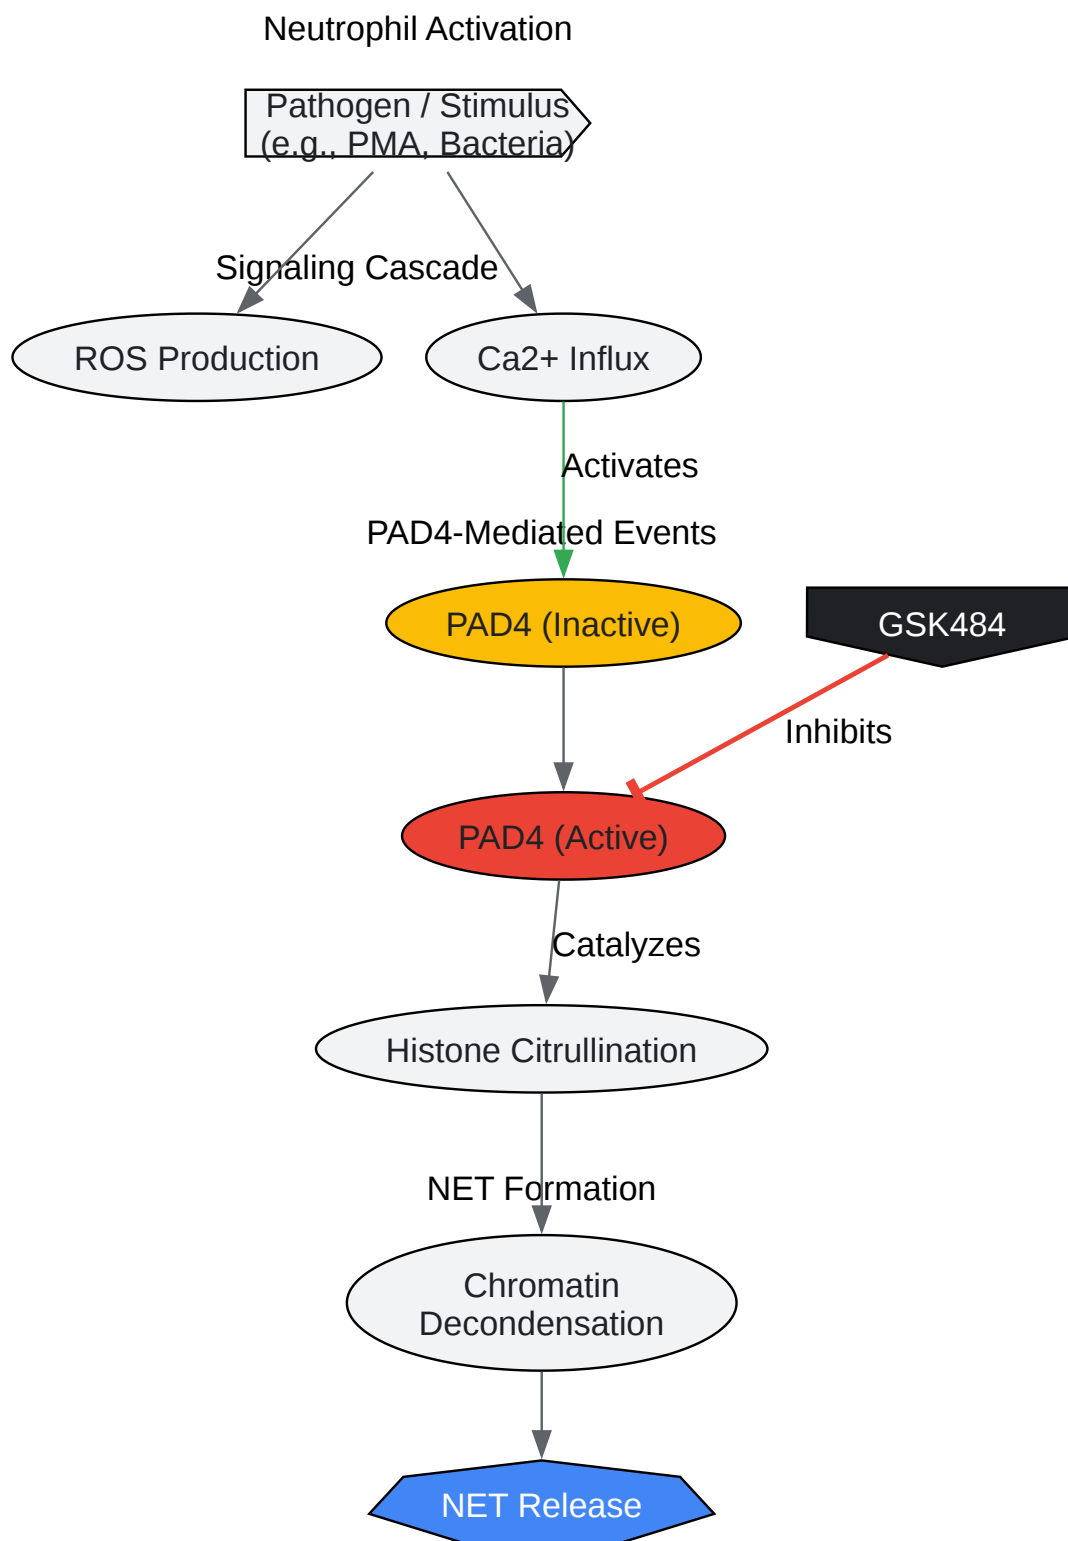 Neutrophil Activation
Pathogen / Stimulus
(e.g., PMA, Bacteria)
Signaling Cascade
ROS Production
Ca2+ Influx
Activates
PAD4-Mediated Events
PAD4 (Inactive)
GSK484
Inhibits
PAD4 (Active)
Catalyzes
Histone Citrullination
NET Formation
Chromatin
Decondensation
NET Release